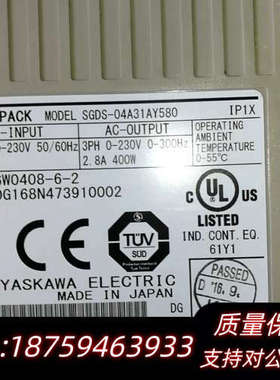 PACK MODEL SGDS-04A31AY580 IP1X
-INPUT AC-OUTPUT OPERATING
-230V 50/60Hz 3PH 0-230V 0-300Hz AMBIENT
2.8A 400W TEMPERATURE
0-55℃
SW0408-6-2
0G168N473910002
C UL US
LISTED
IND. CONT. EQ.
61Y1
CE
TÜV
SÜD
PASSED
YASKAWA ELECTRIC
MADE IN JAPAN
DG
质量保
:18759463933
支持对公